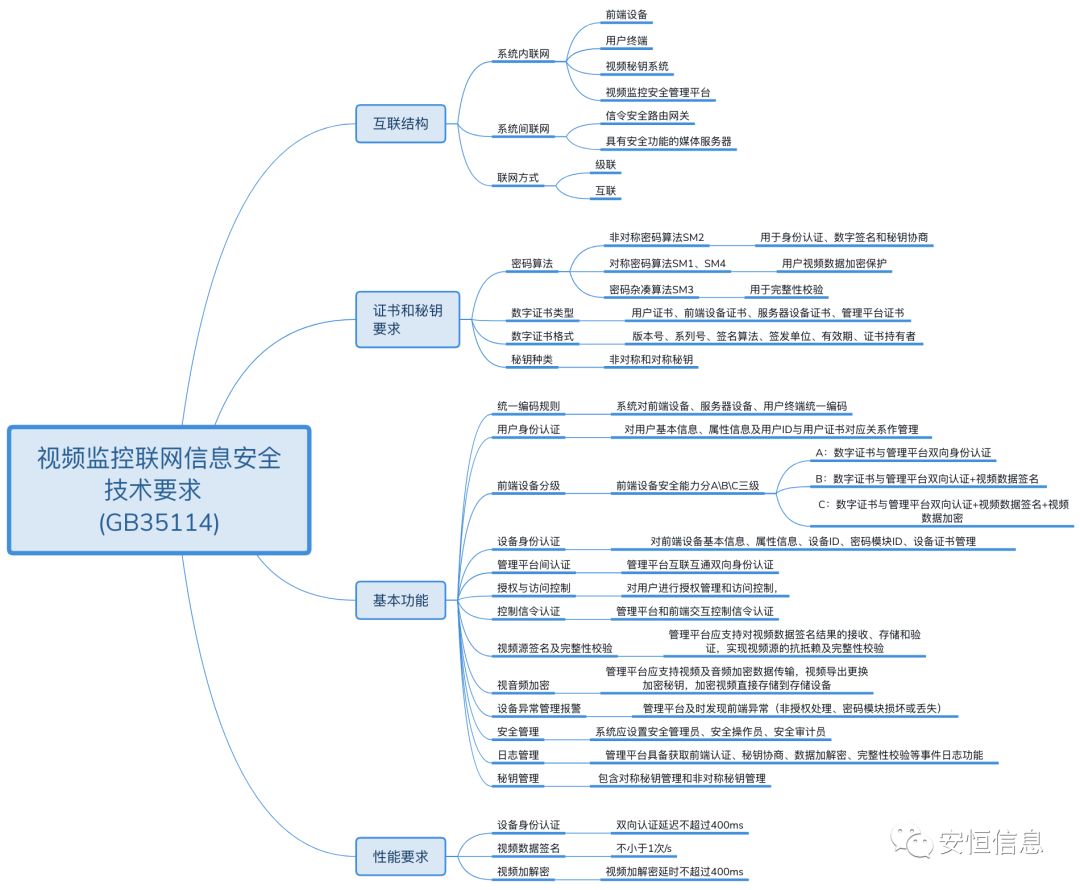 视频监控联网信息安全
技术要求
(GB35114)
互联结构
系统内联网
前端设备
用户终端
视频秘钥系统
视频监控安全管理平台
系统间联网
信令安全路由网关
具有安全功能的媒体服务器
联网方式
级联
互联
证书和秘钥
要求
密码算法
非对称密码算法SM2
用于身份认证、数字签名和秘钥协商
对称密码算法SM1、SM4
用户视频数据加密保护
密码杂凑算法SM3
用于完整性校验
数字证书类型
用户证书、前端设备证书、服务器设备证书、管理平台证书
数字证书格式
版本号、系列号、签名算法、签发单位、有效期、证书持有者
秘钥种类
非对称和对称秘钥
基本功能
统一编码规则
系统对前端设备、服务器设备、用户终端统一编码
用户身份认证
对用户基本信息、属性信息及用户ID与用户证书对应关系作管理
前端设备分级
前端设备安全能力分A\B\C三级
A：数字证书与管理平台双向身份认证
B：数字证书与管理平台双向认证+视频数据签名
C：数字证书与管理平台双向认证+视频数据签名+视频
数据加密
设备身份认证
对前端设备基本信息、属性信息、设备ID、密码模块ID、设备证书管理
管理平台间认证
管理平台互联互通双向身份认证
授权与访问控制
对用户进行授权管理和访问控制，
控制信令认证
管理平台和前端交互控制信令认证
视频源签名及完整性校验
管理平台应支持对视频数据签名结果的接收、存储和验
证，实现视频源的抗抵赖及完整性校验
视音频加密
管理平台应支持视频及音频加密数据传输，视频导出更换
加密秘钥，加密视频直接存储到存储设备
设备异常管理报警
管理平台及时发现前端异常（非授权处理、密码模块损坏或丢失）
安全管理
系统应设置安全管理员、安全操作员、安全审计员
日志管理
管理平台具备获取前端认证、秘钥协商、数据加解密、完整性校验等事件日志功能
秘钥管理
包含对称秘钥管理和非对称秘钥管理
性能要求
设备身份认证
双向认证延迟不超过400ms
视频数据签名
不小于1次/s
视频加解密
视频加解密延时不超过400ms
安恒信息